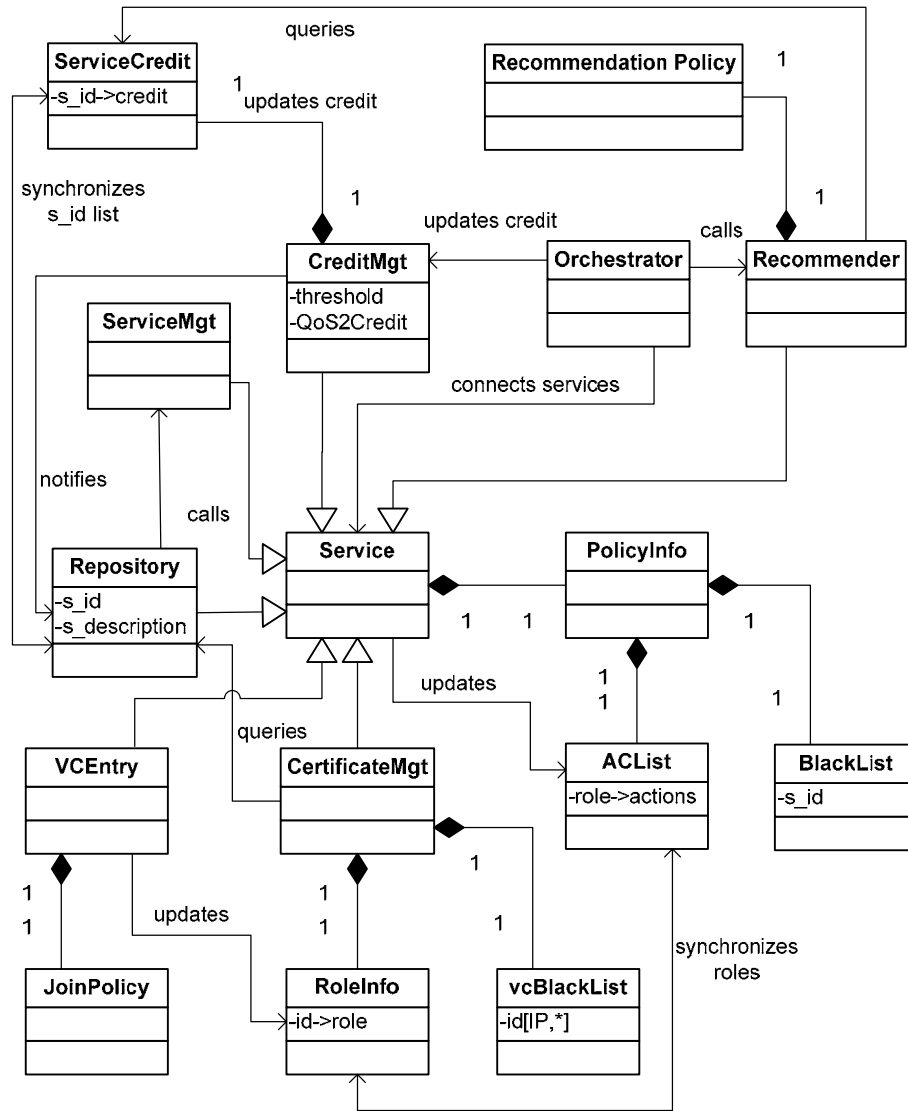 queries
ServiceCredit
-s_id->credit
1
updates credit
Recommendation Policy
1
synchronizes
s_id list
1
1
updates credit
calls
CreditMgt
-threshold
-QoS2Credit
Orchestrator
Recommender
ServiceMgt
connects services
notifies
calls
Service
PolicyInfo
Repository
-s_id
-s_description
1
1
1
1
1
updates
1
queries
VCEntry
CertificateMgt
ACList
-role->actions
BlackList
-s_id
1
1
1
1
1
1
updates
synchronizes
roles
JoinPolicy
RoleInfo
-id->role
vcBlackList
-id[IP,*]